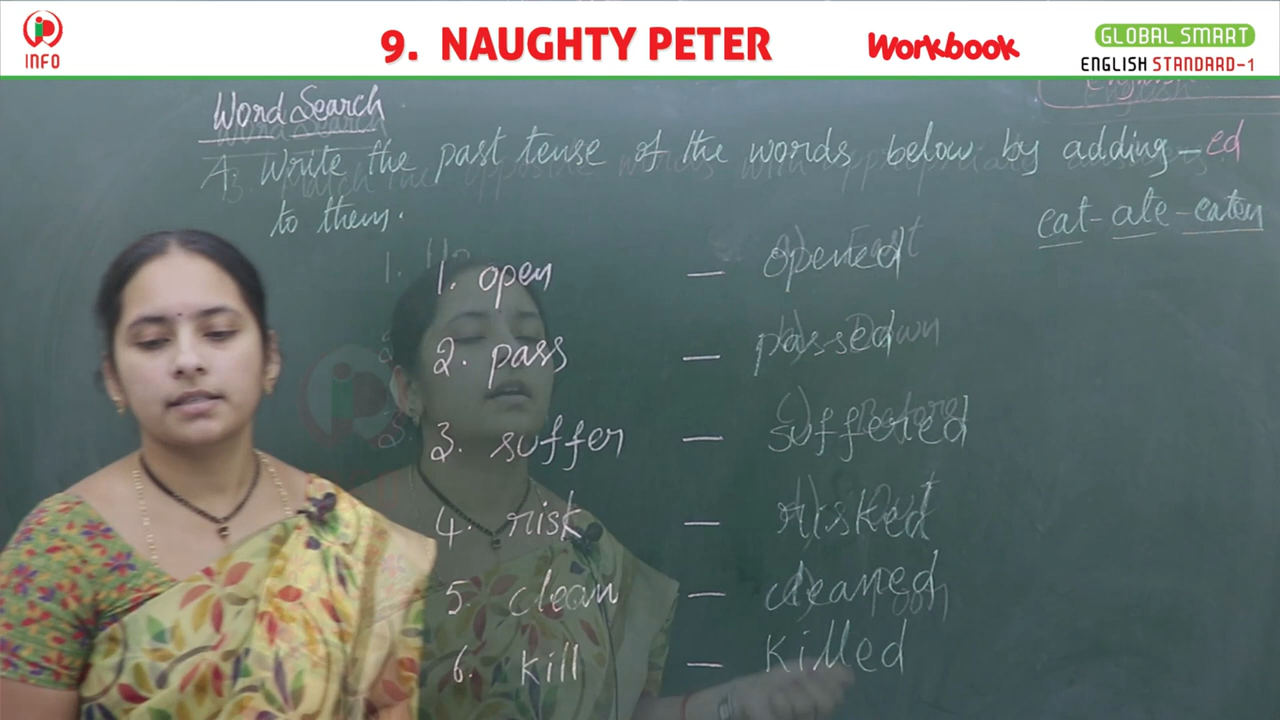 INFO
9. NAUGHTY PETER
Workbook
GLOBAL SMART
ENGLISH STANDARD-1
English
Word Search
A. Write the past tense of the words below by adding - ed
to them.
eat - ate - eaten
1. open — opened
2. pass — passed
3. suffer — suffered
4. risk — risked
5. clean — cleaned
6. kill — killed